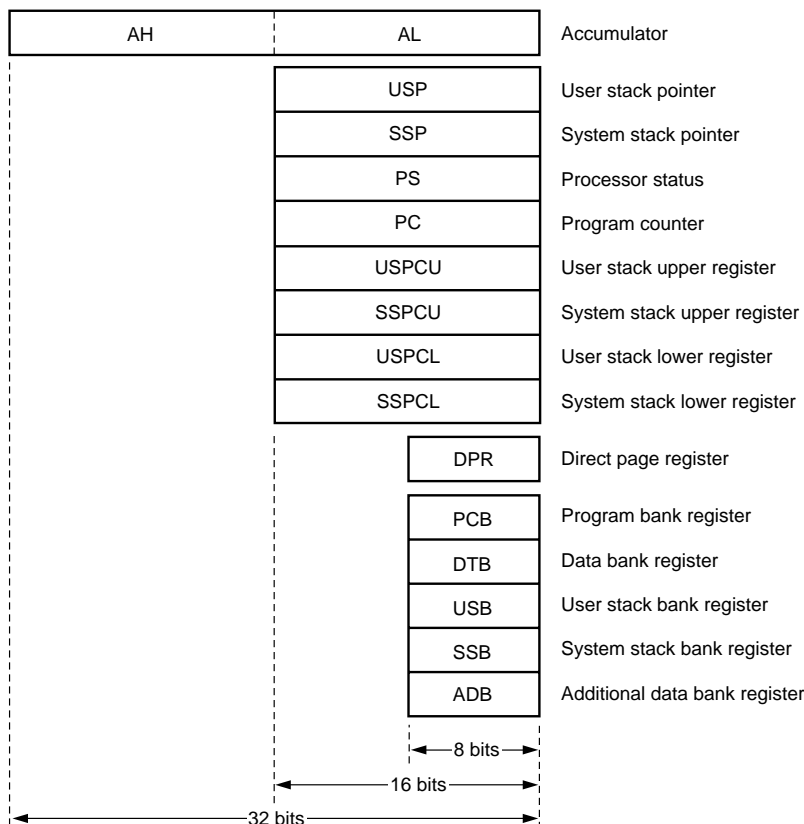 AH AL Accumulator
USP User stack pointer
SSP System stack pointer
PS Processor status
PC Program counter
USPCU User stack upper register
SSPCU System stack upper register
USPCL User stack lower register
SSPCL System stack lower register
DPR Direct page register
PCB Program bank register
DTB Data bank register
USB User stack bank register
SSB System stack bank register
ADB Additional data bank register
8 bits
16 bits
32 bits